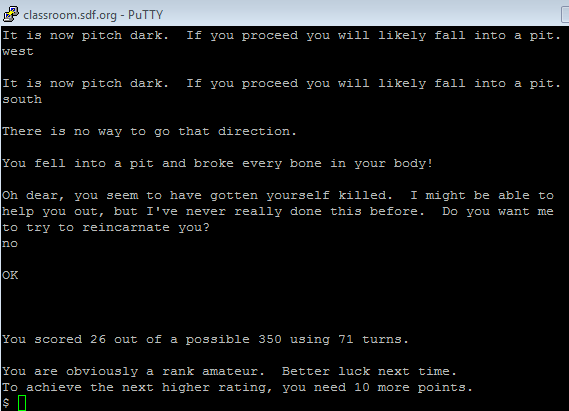 classroom.sdf.org - PuTTY
It is now pitch dark.  If you proceed you will likely fall into a pit.
west
It is now pitch dark.  If you proceed you will likely fall into a pit.
south
There is no way to go that direction.
You fell into a pit and broke every bone in your body!
Oh dear, you seem to have gotten yourself killed.  I might be able to
help you out, but I've never really done this before.  Do you want me
to try to reincarnate you?
no
OK
You scored 26 out of a possible 350 using 71 turns.
You are obviously a rank amateur.  Better luck next time.
To achieve the next higher rating, you need 10 more points.
$